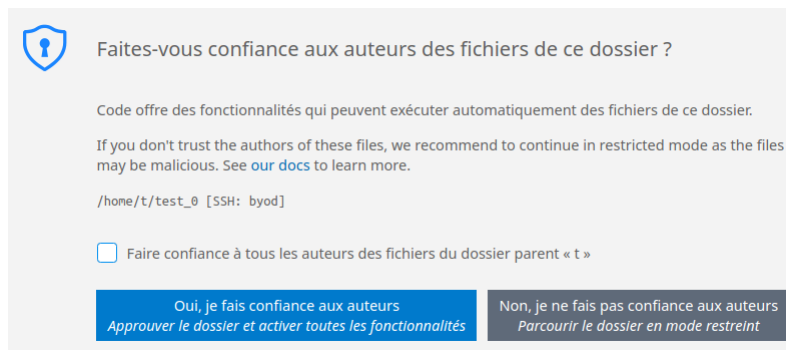 Faites-vous confiance aux auteurs des fichiers de ce dossier ?
Code offre des fonctionnalités qui peuvent exécuter automatiquement des fichiers de ce dossier.
If you don't trust the authors of these files, we recommend to continue in restricted mode as the files
may be malicious. See our docs to learn more.
/home/t/test_0 [SSH: byod]
Faire confiance à tous les auteurs des fichiers du dossier parent « t »
Oui, je fais confiance aux auteurs
Approuver le dossier et activer toutes les fonctionnalités
Non, je ne fais pas confiance aux auteurs
Parcourir le dossier en mode restreint